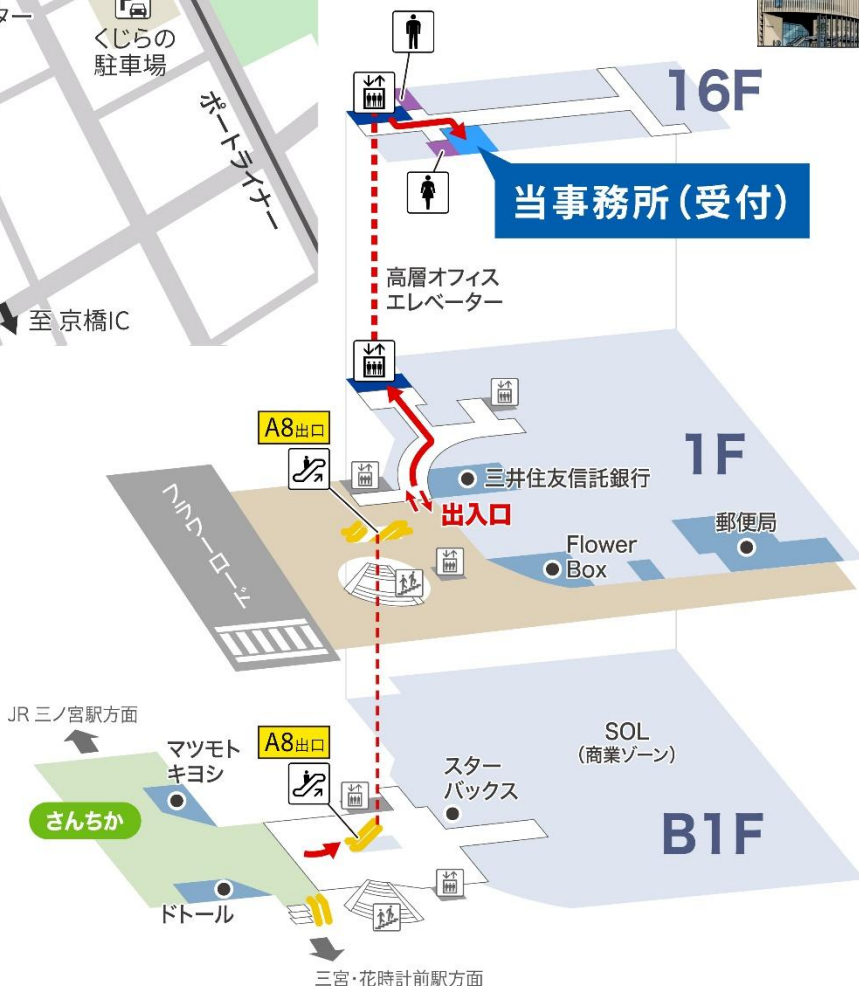 ター
くじらの
駐車場
ポートライナー
至 京橋IC
16F
当事務所(受付)
高層オフィス
エレベーター
A8出口
1F
三井住友信託銀行
出入口
郵便局
Flower
Box
フラワーロード
JR 三ノ宮駅方面
マツモト
キヨシ
A8出口
さんちか
スター
バックス
SOL
(商業ゾーン)
B1F
ドトール
三宮・花時計前駅方面